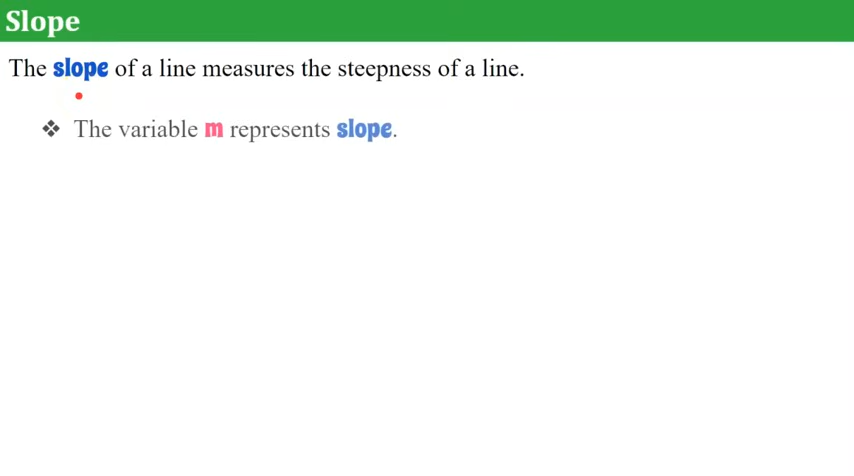 Slope
The slope of a line measures the steepness of a line.
❖ The variable m represents slope.